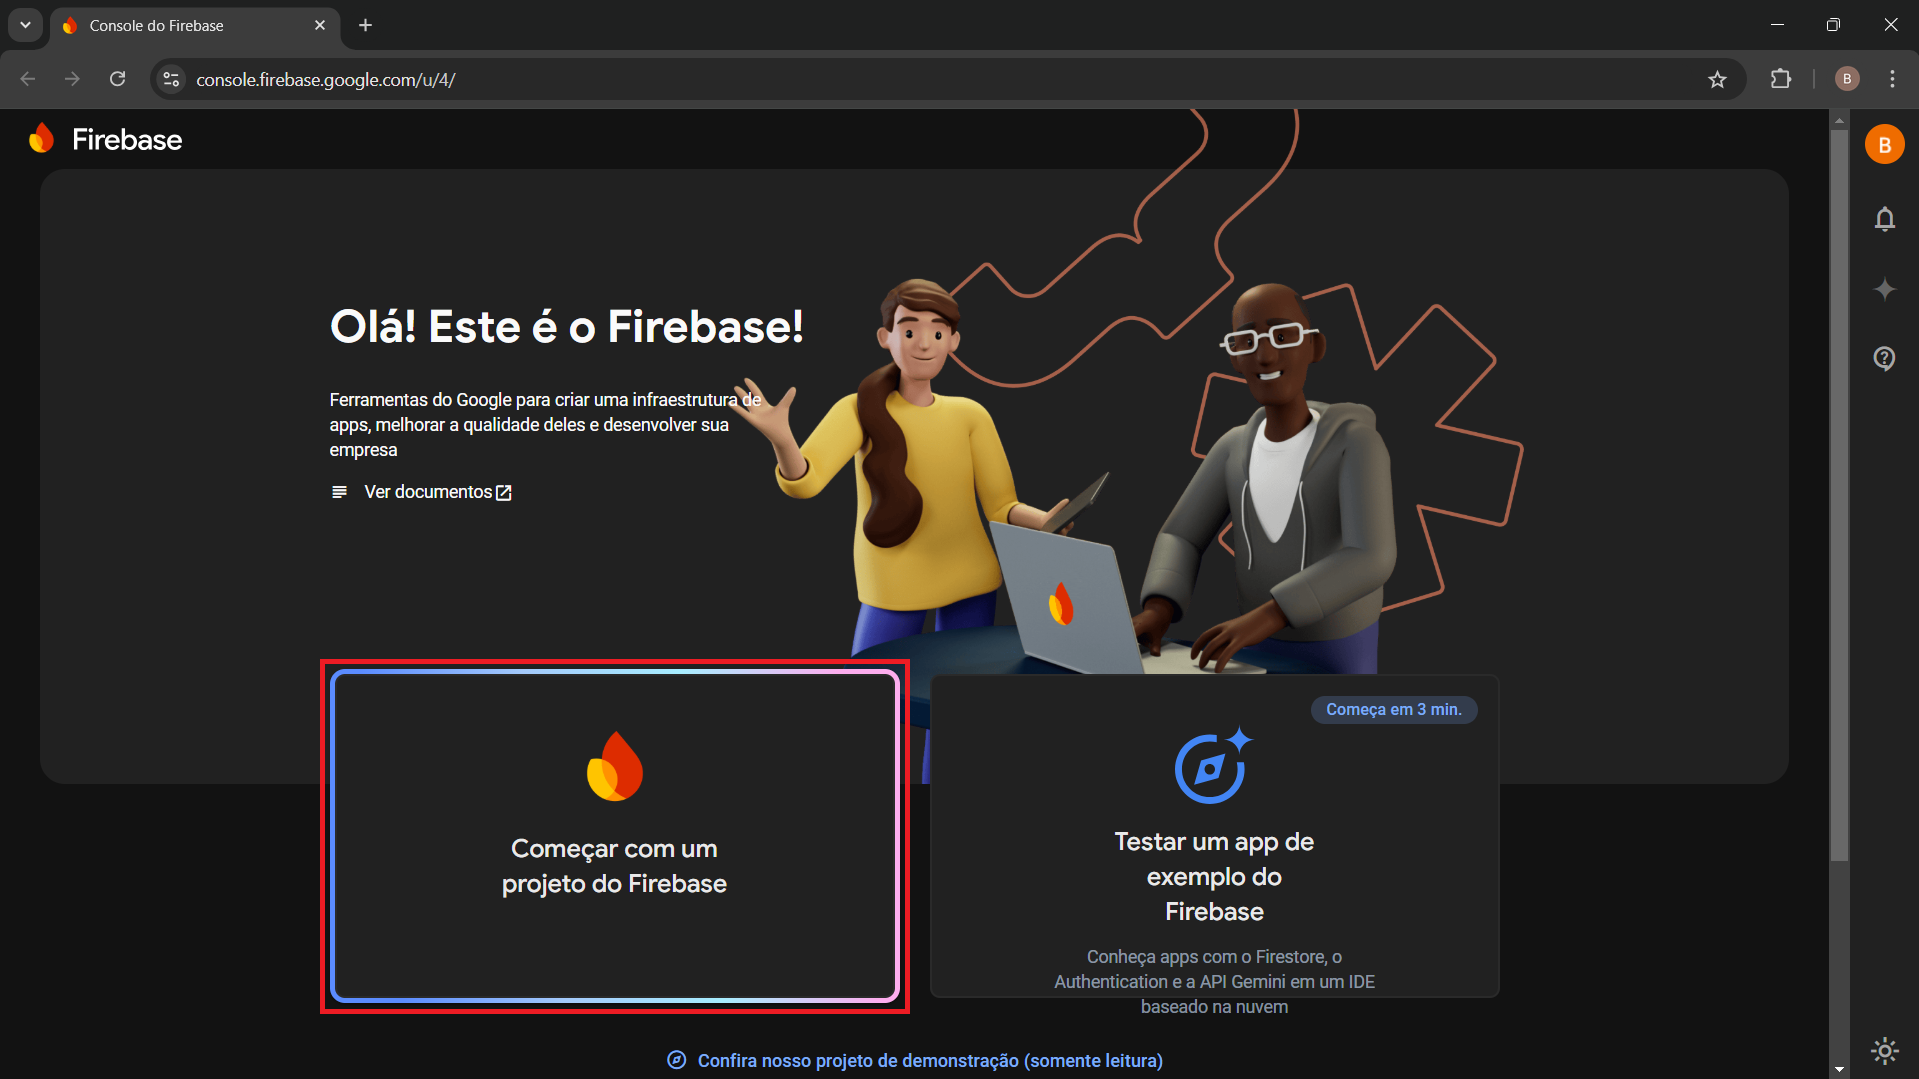 Console do Firebase
console.firebase.google.com/u/4/
B
Firebase
B
Olá! Este é o Firebase!
Ferramentas do Google para criar uma infraestrutura de
apps, melhorar a qualidade deles e desenvolver sua
empresa
Ver documentos
Começar com um
projeto do Firebase
Começa em 3 min.
Testar um app de
exemplo do
Firebase
Conheça apps com o Firestore, o
Authentication e a API Gemini em um IDE
baseado na nuvem
Confira nosso projeto de demonstração (somente leitura)